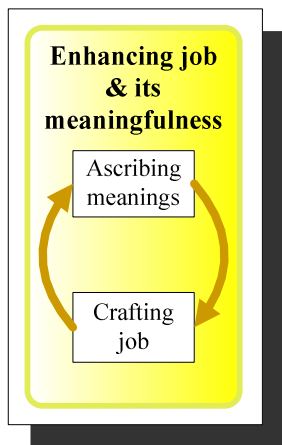 Enhancing job
& its
meaningfulness
Ascribing
meanings
Crafting
job